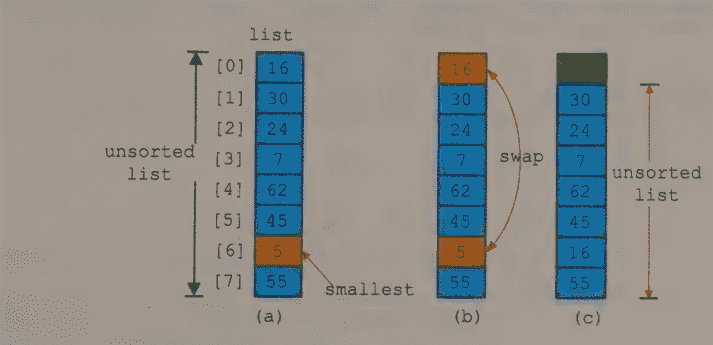 list
[0] 16 16
[1] 30 30 30
[2] 24 24 24
[3] 7 7 7
[4] 62 62 62
[5] 45 45 45
[6] 5 5 16
[7] 55 55 55
unsorted
list
swap
unsorted
list
smallest
(a) (b) (c)